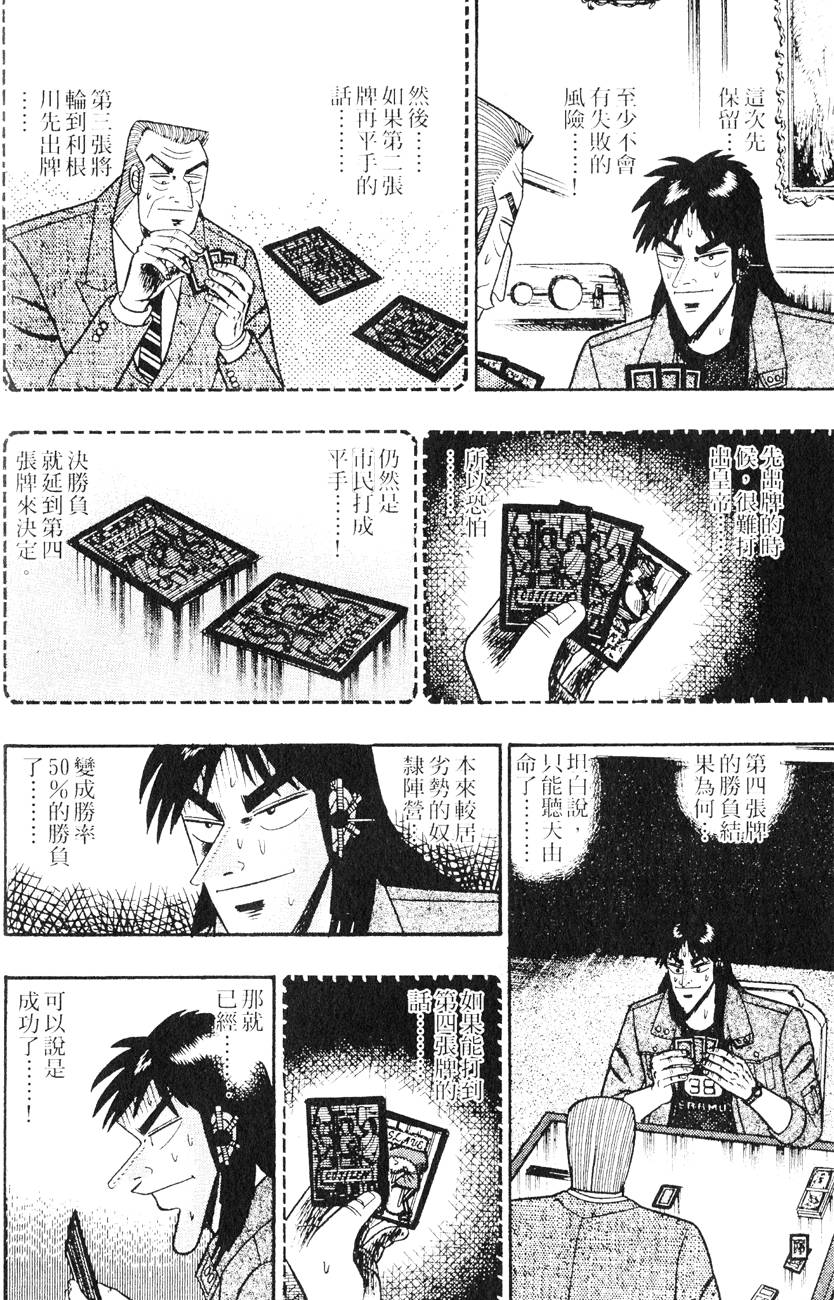 這次先
保留…
至少不會
有失敗的
風險……！
然後……
如果第二張
牌再平手的
話………
第三張將
輪到利根
川先出牌
……
先出牌的時
候，很難打
出皇帝……
所以恐怕
………
CITIZEN
仍然是
市民打成
平手……！
決勝負
就延到第四
張牌來決定。
第四張牌
的勝負結
果為何…
坦白說，
只能聽天由
命了………
38
本來較居
劣勢的奴
隸陣營…
變成勝率
50％的勝負
了………
如果能打到
第四張牌的
話………
SLAVE
CITIZEN
那就
已經……
可以說是
成功了……！